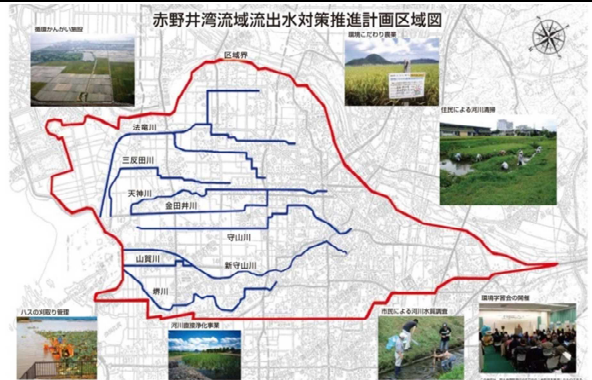 赤野井湾流域流出水対策推進計画区域図
循環かんがい施設
環境こだわり農業
区域界
住民による河川清掃
法竜川
三反田川
天神川
金田井川
守山川
山賀川
新守山川
堺川
ハスの刈取り管理
河川直接浄化事業
市民による河川水質調査
環境学習会の開催